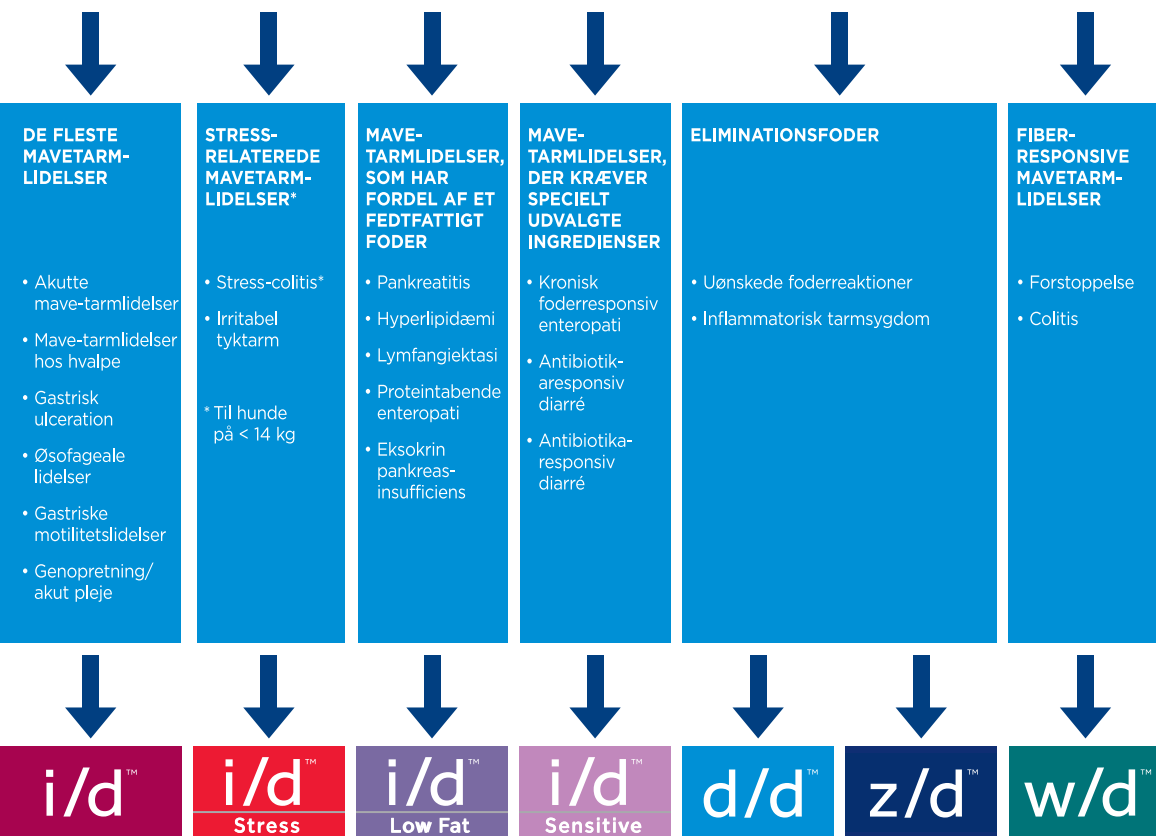 DE FLESTE
MAVETARM-
LIDELSER
• Akutte
mave-tarmlidelser
• Mave-tarmlidelser
hos hvalpe
• Gastrisk
ulceration
• Øsofageale
lidelser
• Gastriske
motilitetslidelser
• Genopretning/
akut pleje
STRESS-
RELATEREDE
MAVETARM-
LIDELSER*
• Stress-colitis*
• Irritabel
tyktarm
* Til hunde
på < 14 kg
MAVE-
TARMLIDELSER,
SOM HAR
FORDEL AF ET
FEDTFATTIGT
FODER
• Pankreatitis
• Hyperlipidæmi
• Lymfangiektasi
• Proteintabende
enteropati
• Eksokrin
pankreas-
insufficiens
MAVE-
TARMLIDELSER,
DER KRÆVER
SPECIELT
UDVALGTE
INGREDIENSER
• Kronisk
foderresponsiv
enteropati
• Antibiotik-
aresponsiv
diarré
• Antibiotika-
responsiv
diarré
ELIMINATIONSFODER
• Uønskede foderreaktioner
• Inflammatorisk tarmsygdom
FIBER-
RESPONSIVE
MAVETARM-
LIDELSER
• Forstoppelse
• Colitis
i/d™
i/d™
Stress
i/d™
Low Fat
i/d™
Sensitive
d/d™
z/d™
w/d™